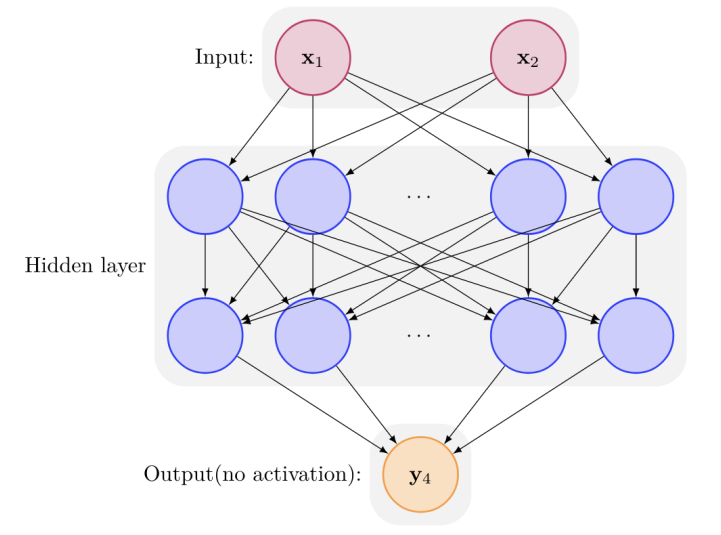 Input:
x₁
x₂
...
Hidden layer
...
Output(no activation):
y₄